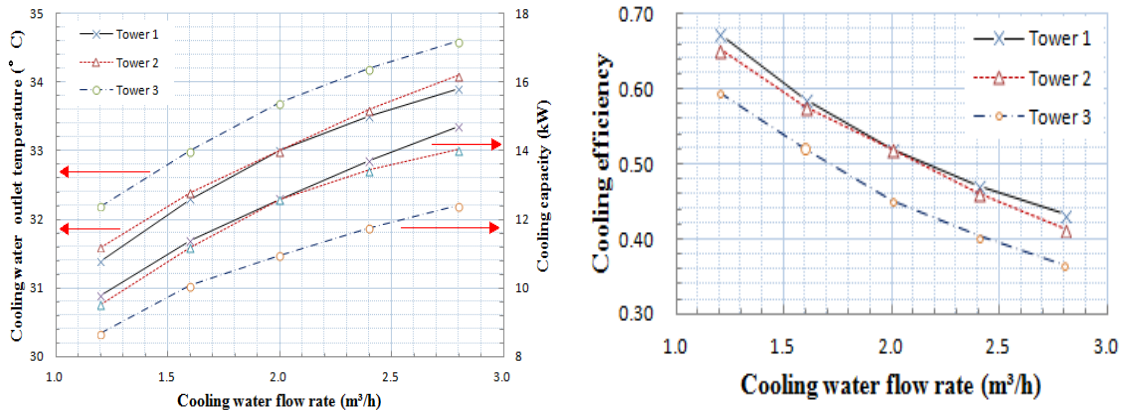 Cooling water outlet temperature (° C)
35
34
33
32
31
30
Tower 1
Tower 2
Tower 3
18
16
14
12
10
8
Cooling capacity (kW)
1.0 1.5 2.0 2.5 3.0
Cooling water flow rate (m³/h)
Cooling efficiency
0.70
0.60
0.50
0.40
0.30
Tower 1
Tower 2
Tower 3
1.0 1.5 2.0 2.5 3.0
Cooling water flow rate (m³/h)